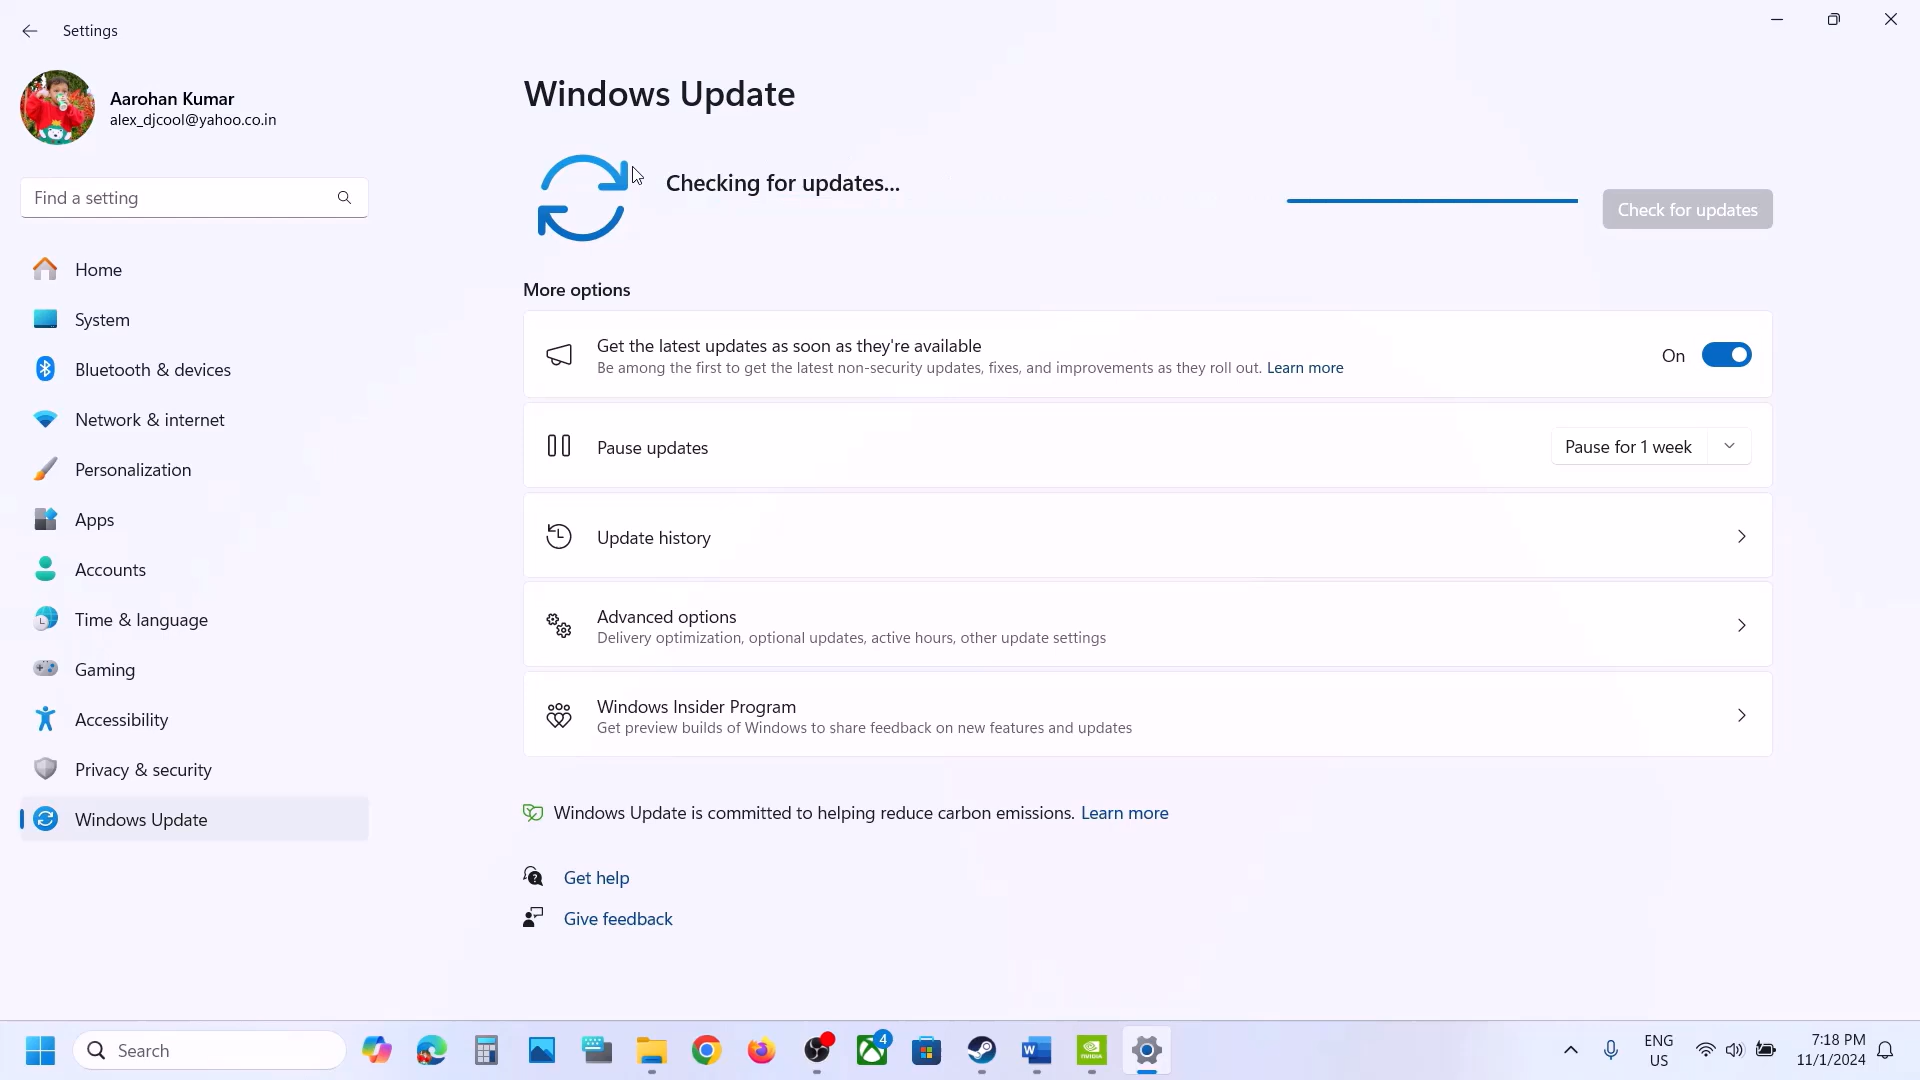 Settings
Aarohan Kumar
alex_djcool@yahoo.co.in
Find a setting
Home
System
Bluetooth & devices
Network & internet
Personalization
Apps
Accounts
Time & language
Gaming
Accessibility
Privacy & security
Windows Update
Windows Update
Checking for updates...
Check for updates
More options
Get the latest updates as soon as they're available
Be among the first to get the latest non-security updates, fixes, and improvements as they roll out. Learn more
On
Pause updates
Pause for 1 week
Update history
Advanced options
Delivery optimization, optional updates, active hours, other update settings
Windows Insider Program
Get preview builds of Windows to share feedback on new features and updates
Windows Update is committed to helping reduce carbon emissions. Learn more
Get help
Give feedback
Search
4
NVIDIA
ENG
US
7:18 PM
11/1/2024